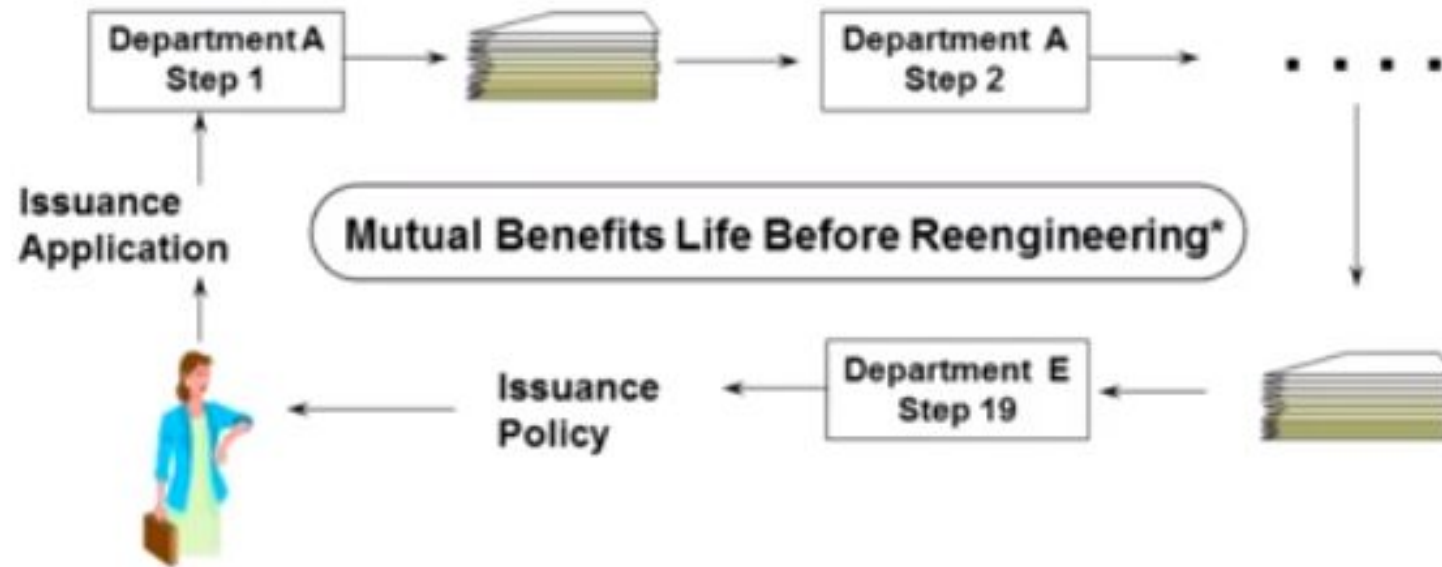 Department A
Step 1
Department A
Step 2
. . . .
Issuance
Application
Mutual Benefits Life Before Reengineering*
Issuance
Policy
Department E
Step 19